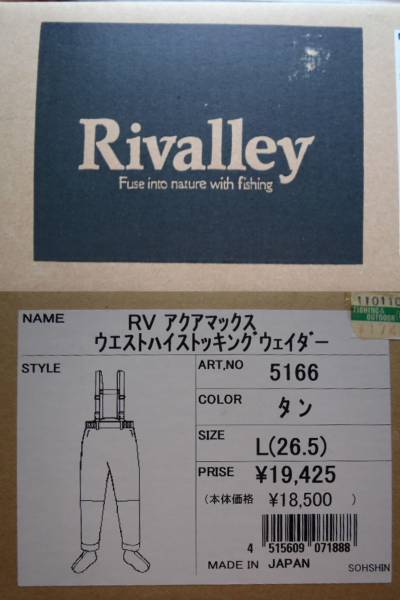 Rivalley
Fuse into nature with fishing
110110
NAME
RV アクアマックス
ウエストハイストッキングウェイダー
STYLE
ART,NO
5166
COLOR
タン
SIZE
L(26.5)
PRISE
¥19,425
(本体価格 ¥18,500 )
4 515609 071888
MADE IN JAPAN
SOHSHIN